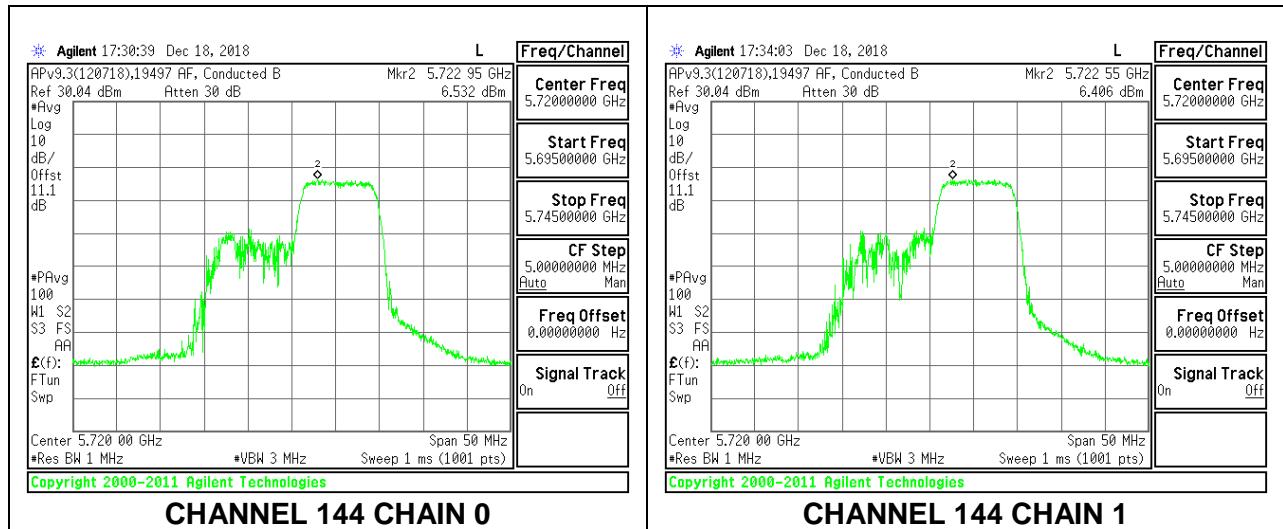 Agilent 17:30:39 Dec 18, 2018 L
APv9.3(120718),19497 AF, Conducted B Mkr2 5.722 95 GHz
Ref 30.04 dBm Atten 30 dB 6.532 dBm
#Avg
Log
10
dB/
Offst
11.1
dB
2
#PAvg
100
W1 S2
S3 FS
AA
£(f):
FTun
Swp
Center 5.720 00 GHz Span 50 MHz
#Res BW 1 MHz #VBW 3 MHz Sweep 1 ms (1001 pts)
Copyright 2000-2011 Agilent Technologies
Freq/Channel
Center Freq
5.72000000 GHz
Start Freq
5.69500000 GHz
Stop Freq
5.74500000 GHz
CF Step
5.00000000 MHz
Auto Man
Freq Offset
0.00000000 Hz
Signal Track
On Off
CHANNEL 144 CHAIN 0
Agilent 17:34:03 Dec 18, 2018 L
APv9.3(120718),19497 AF, Conducted B Mkr2 5.722 55 GHz
Ref 30.04 dBm Atten 30 dB 6.406 dBm
#Avg
Log
10
dB/
Offst
11.1
dB
2
#PAvg
100
W1 S2
S3 FS
AA
£(f):
FTun
Swp
Center 5.720 00 GHz Span 50 MHz
#Res BW 1 MHz #VBW 3 MHz Sweep 1 ms (1001 pts)
Copyright 2000-2011 Agilent Technologies
Freq/Channel
Center Freq
5.72000000 GHz
Start Freq
5.69500000 GHz
Stop Freq
5.74500000 GHz
CF Step
5.00000000 MHz
Auto Man
Freq Offset
0.00000000 Hz
Signal Track
On Off
CHANNEL 144 CHAIN 1